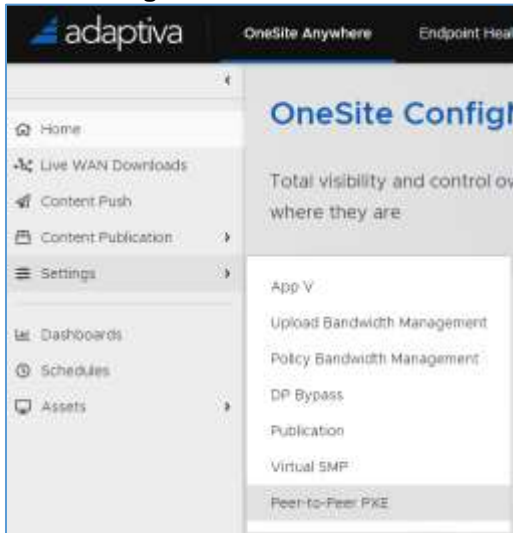 adaptiva
OneSite Anywhere
Endpoint Heal
Home
Live WAN Downloads
Content Push
Content Publication
Settings
Dashboards
Schedules
Assets
OneSite Config
Total visibility and control ov
where they are
App V
Upload Bandwidth Management
Policy Bandwidth Management
DP Bypass
Publication
Virtual SMP
Peer-to-Peer PXE